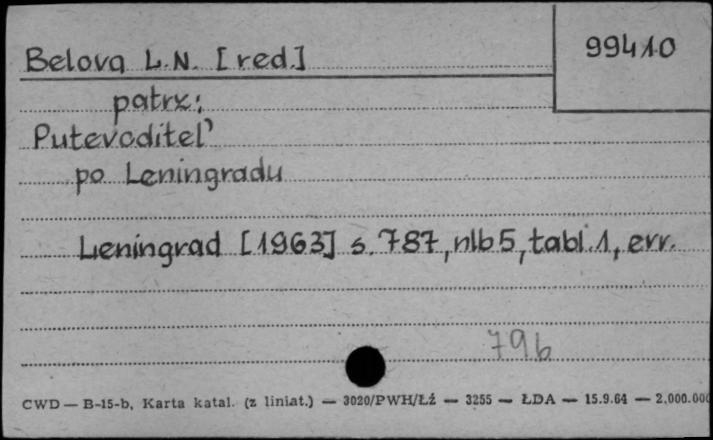 Belova L.N. [red.]
99410
patrz:
Putevoditel'
po Leningradu
Leningrad [1963] s. 787, nlb 5, tabl. 1, err.
796
CWD — B-15-b, Karta katal. (z liniat.) — 3020/PWH/Łź — 3255 — ŁDA — 15.9.64 — 2.000.000